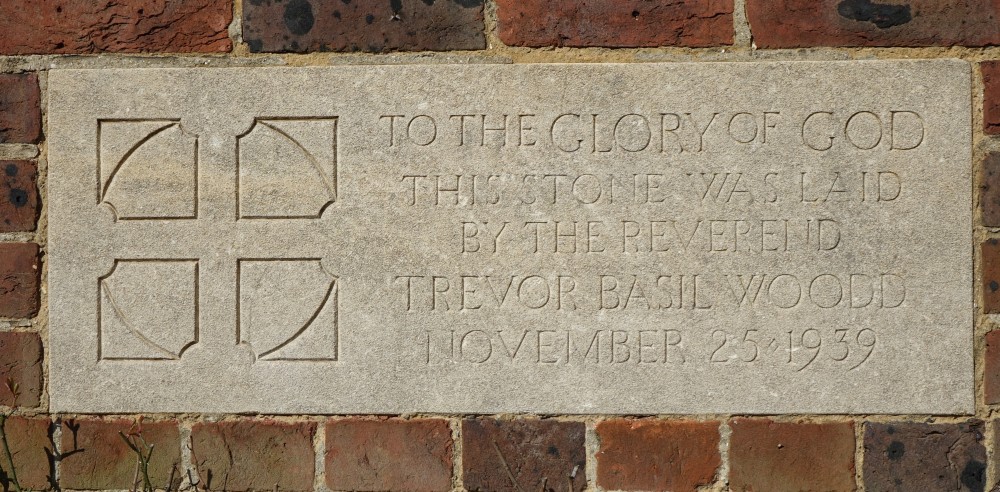 TO THE GLORY OF GOD
THIS STONE WAS LAID
BY THE REVEREND
TREVOR BASIL WOODD
NOVEMBER 25·1939